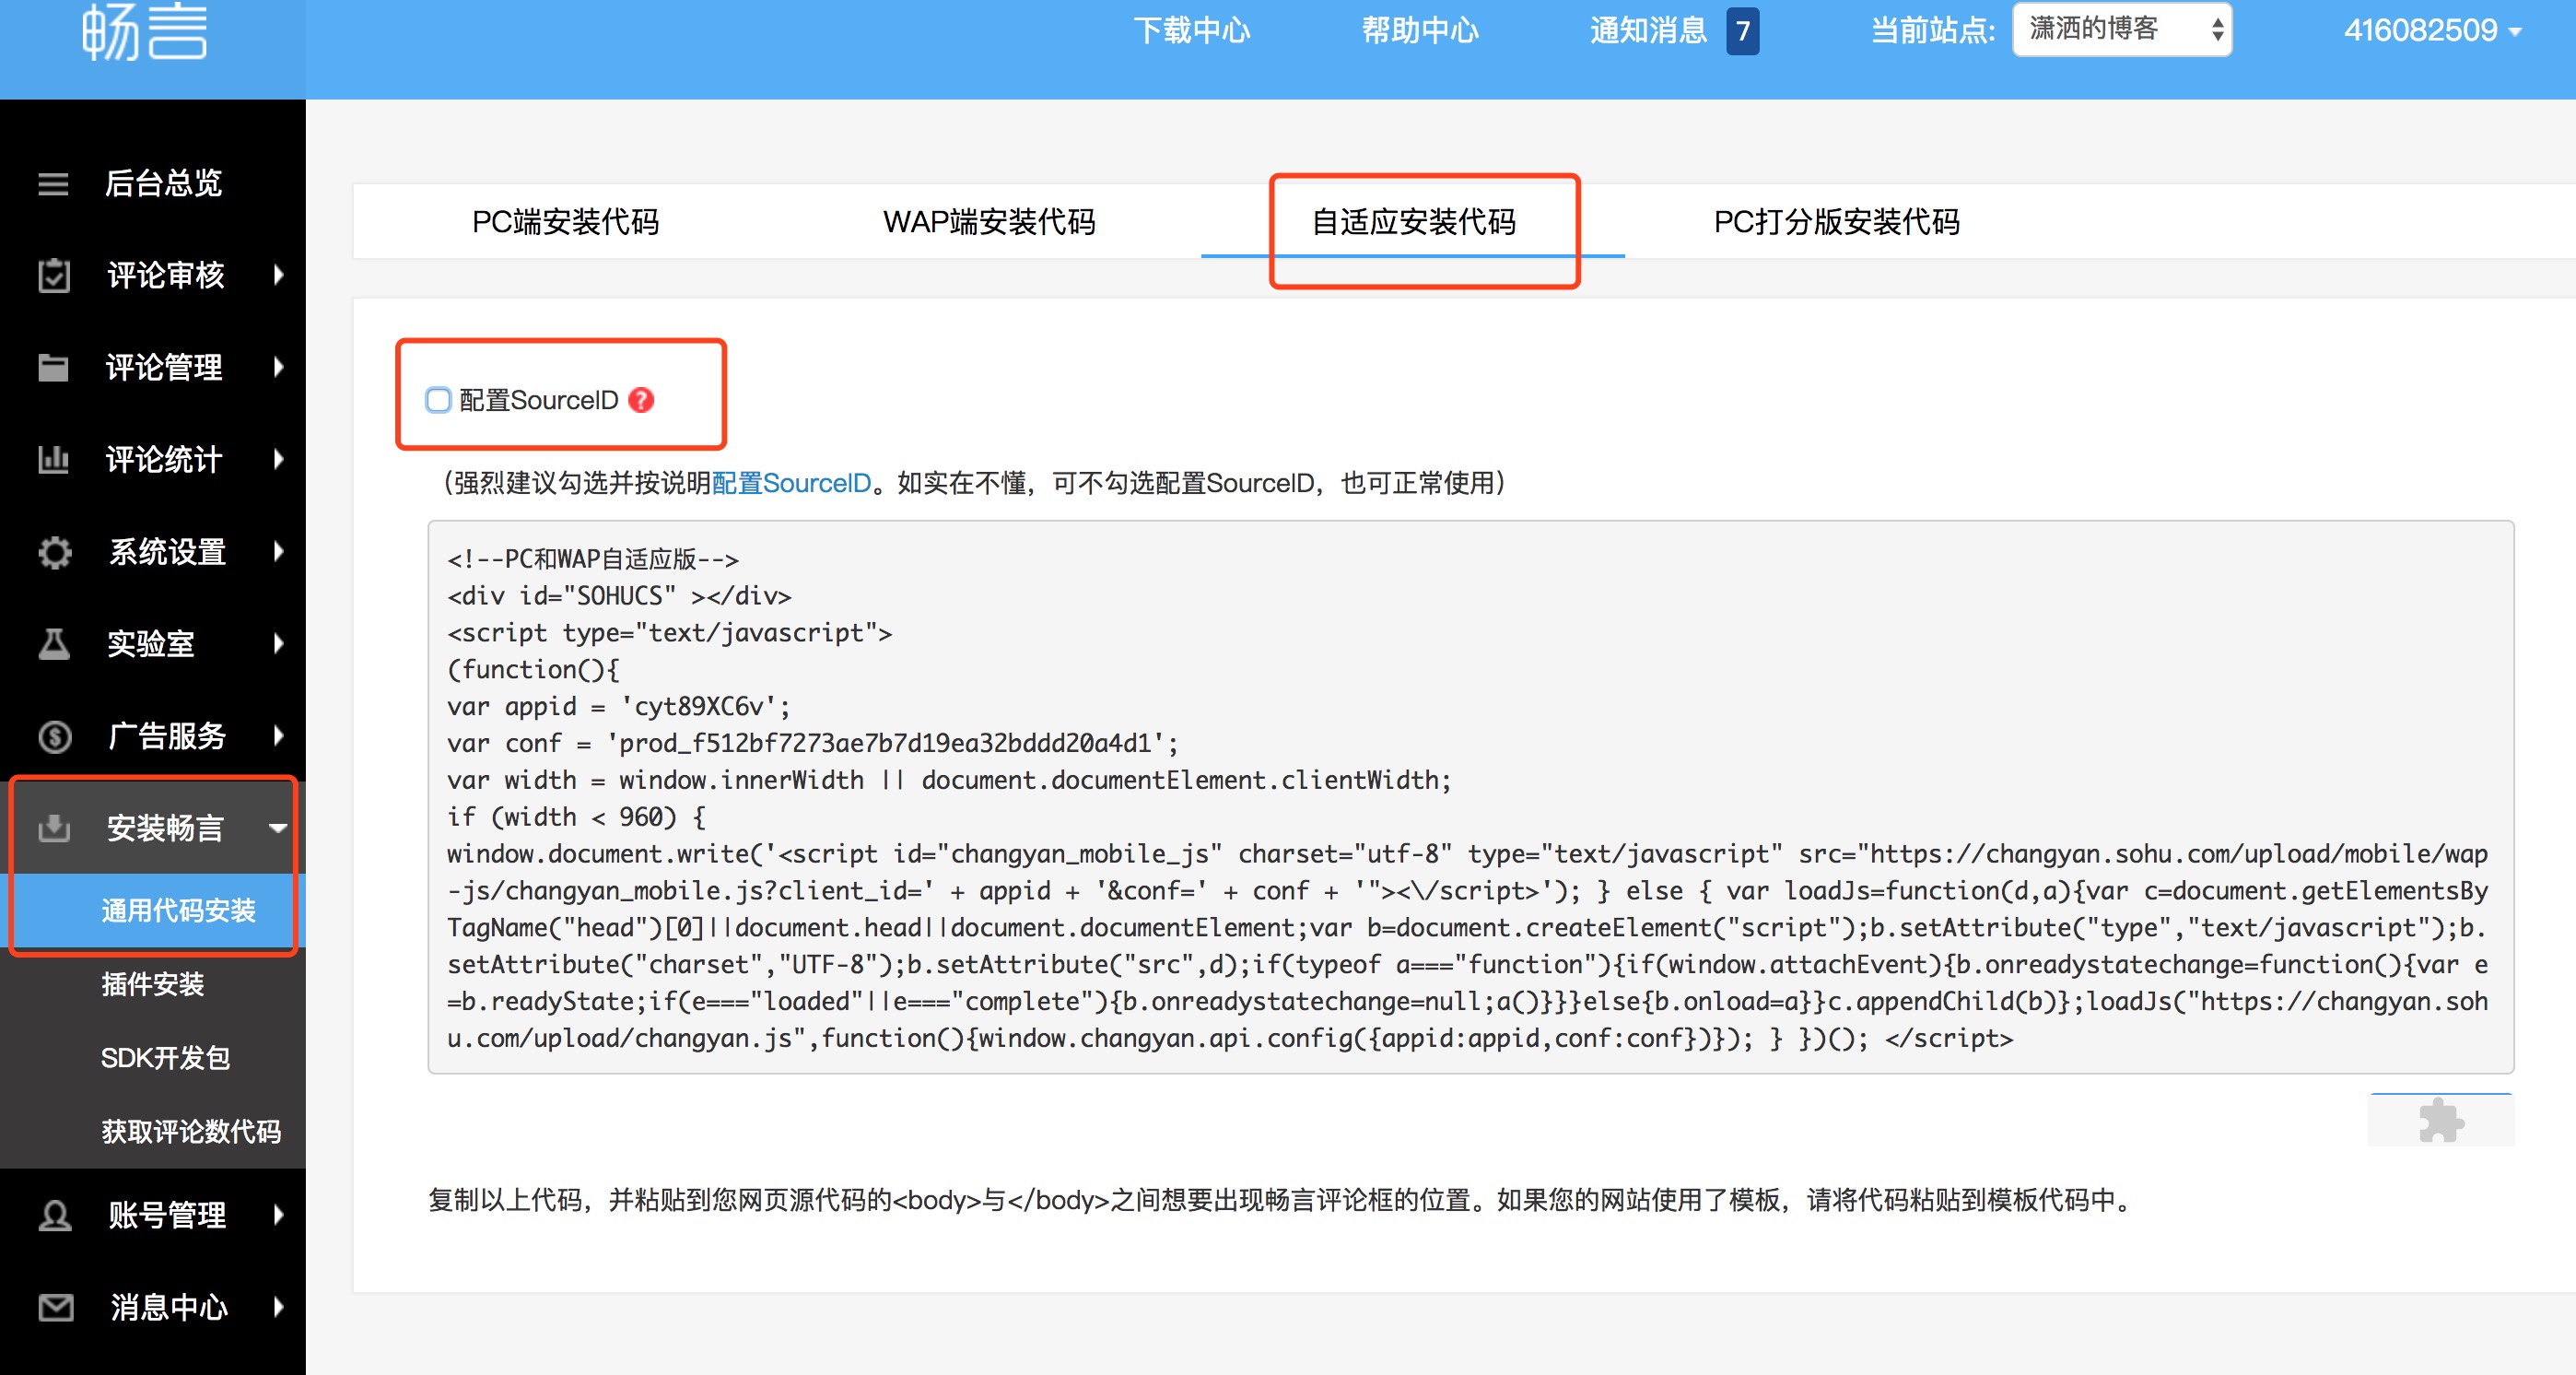 畅言
下载中心
帮助中心
通知消息 7
当前站点: 潇洒的博客
416082509
后台总览
评论审核
评论管理
评论统计
系统设置
实验室
广告服务
安装畅言
通用代码安装
插件安装
SDK开发包
获取评论数代码
账号管理
消息中心
PC端安装代码
WAP端安装代码
自适应安装代码
PC打分版安装代码
配置SourceID ?
（强烈建议勾选并按说明配置SourceID。如实在不懂，可不勾选配置SourceID，也可正常使用）
<!--PC和WAP自适应版-->
<div id="SOHUCS" ></div>
<script type="text/javascript">
(function(){
var appid = 'cyt89XC6v';
var conf = 'prod_f512bf7273ae7b7d19ea32bddd20a4d1';
var width = window.innerWidth || document.documentElement.clientWidth;
if (width < 960) {
window.document.write('<script id="changyan_mobile_js" charset="utf-8" type="text/javascript" src="https://changyan.sohu.com/upload/mobile/wap
-js/changyan_mobile.js?client_id=' + appid + '&conf=' + conf + '"><\/script>'); } else { var loadJs=function(d,a){var c=document.getElementsBy
TagName("head")[0]||document.head||document.documentElement;var b=document.createElement("script");b.setAttribute("type","text/javascript");b.
setAttribute("charset","UTF-8");b.setAttribute("src",d);if(typeof a==="function"){if(window.attachEvent){b.onreadystatechange=function(){var e
=b.readyState;if(e==="loaded"||e==="complete"){b.onreadystatechange=null;a()}}}else{b.onload=a}}c.appendChild(b)};loadJs("https://changyan.soh
u.com/upload/changyan.js",function(){window.changyan.api.config({appid:appid,conf:conf})}); } })(); </script>
复制以上代码，并粘贴到您网页源代码的<body>与</body>之间想要出现畅言评论框的位置。如果您的网站使用了模板，请将代码粘贴到模板代码中。